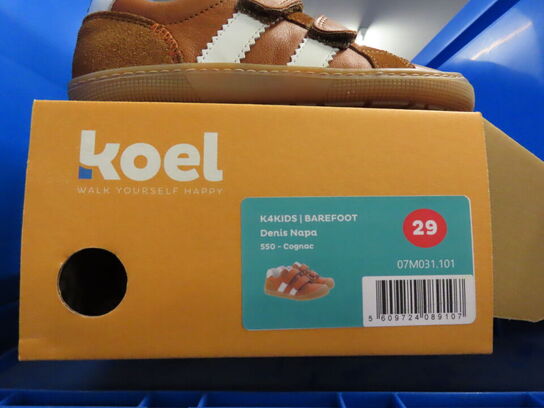 koel
WALK YOURSELF HAPPY
K4KIDS | BAREFOOT
Denis Napa
550 - Cognac
29
07M031.101
5 609724 089107